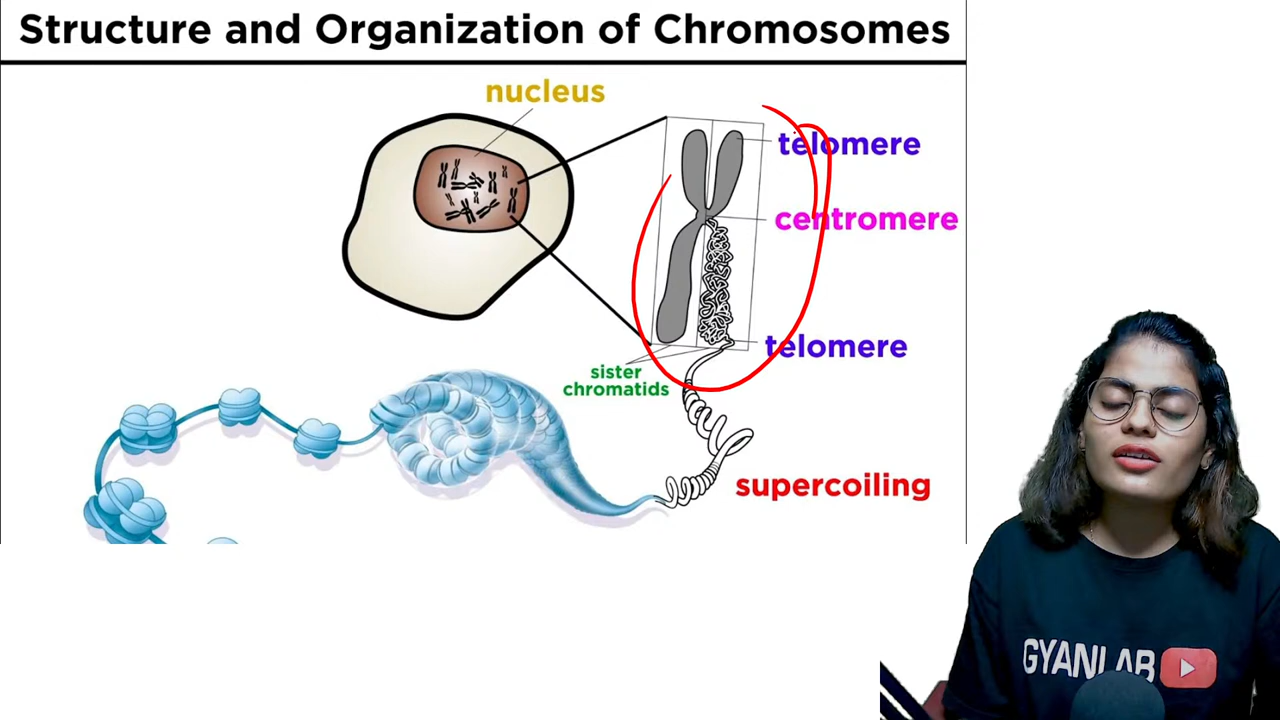 Structure and Organization of Chromosomes
nucleus
telomere
centromere
telomere
sister
chromatids
supercoiling
GYANLAB